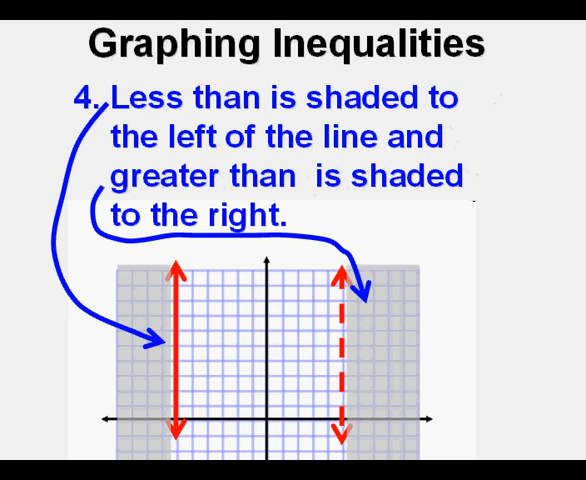 Graphing Inequalities
4. Less than is shaded to
the left of the line and
greater than is shaded
to the right.